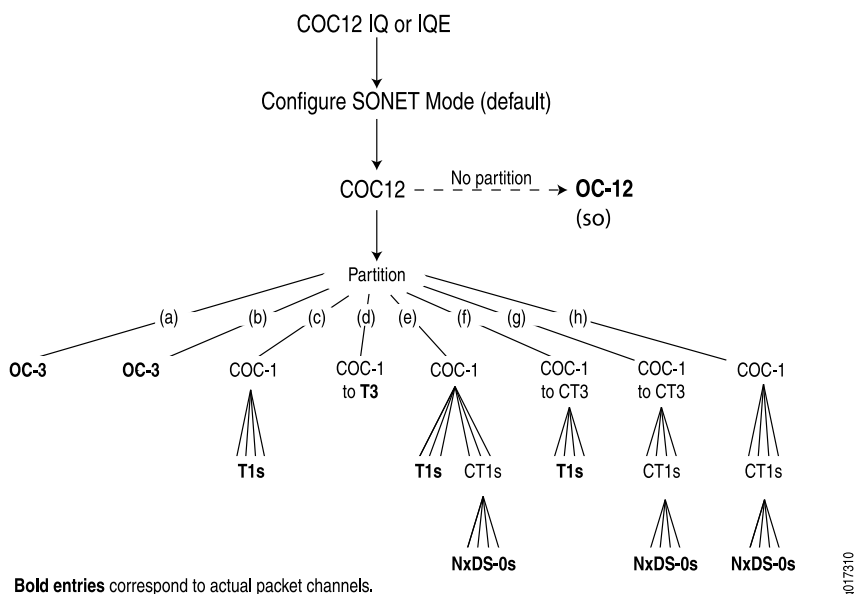 COC12 IQ or IQE
Configure SONET Mode (default)
COC12
No partition
OC-12
(so)
Partition
(a)
(b)
(c)
(d)
(e)
(f)
(g)
(h)
OC-3
OC-3
COC-1
COC-1
to T3
COC-1
COC-1
to CT3
COC-1
to CT3
COC-1
T1s
T1s
CT1s
T1s
CT1s
CT1s
NxDS-0s
NxDS-0s
NxDS-0s
Bold entries correspond to actual packet channels.